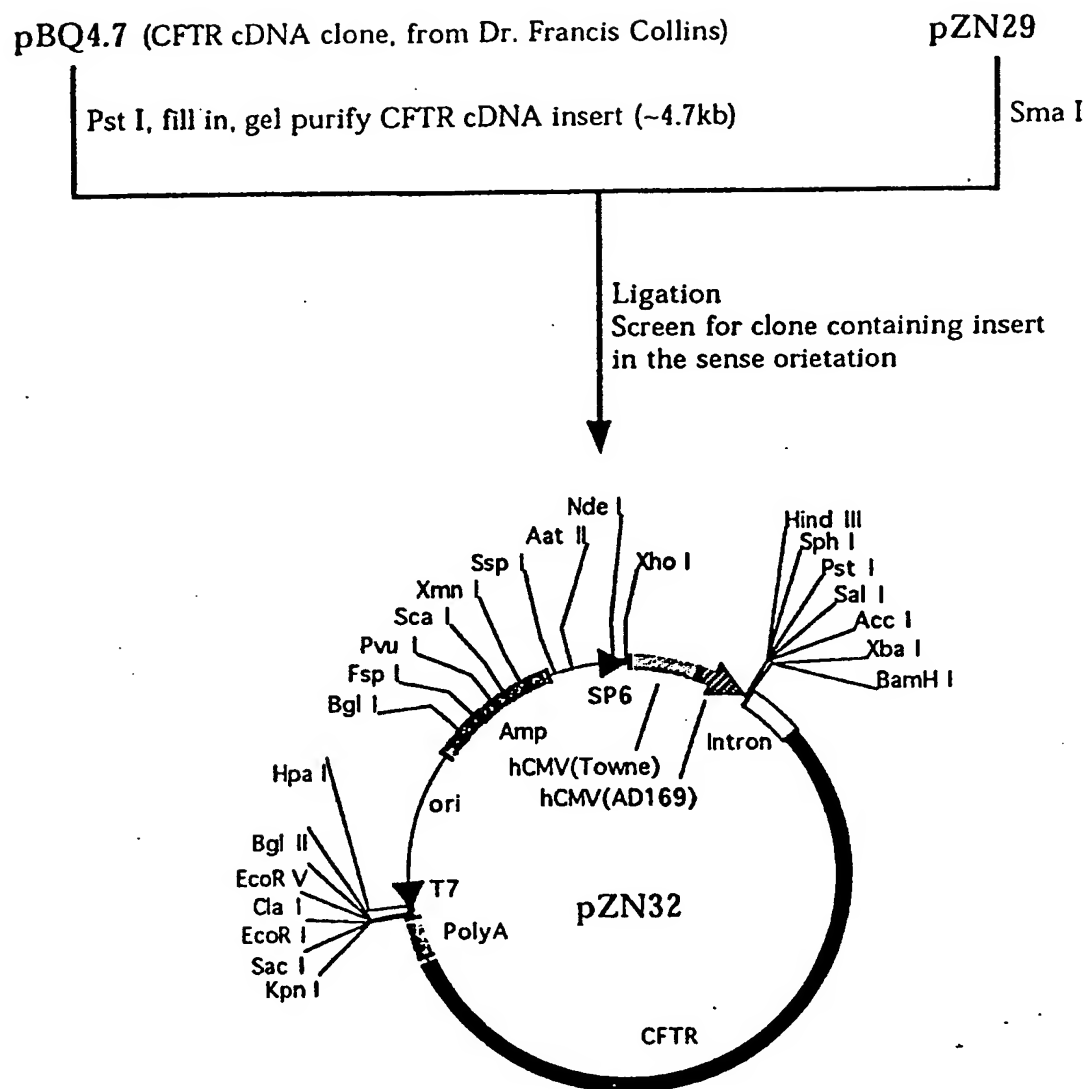 pBQ4.7 (CFTR cDNA clone, from Dr. Francis Collins)
pZN29
Pst I, fill in, gel purify CFTR cDNA insert (~4.7kb)
Sma I
Ligation
Screen for clone containing insert
in the sense orietation
Nde I
Aat II
Ssp I
Xmn I
Sca I
Pvu I
Fsp I
Bgl I
Xho I
Hind III
Sph I
Pst I
Sal I
Acc I
Xba I
BamH I
SP6
Amp
Intron
hCMV(Towne)
hCMV(AD169)
Hpa I
ori
Bgl II
EcoR V
Cla I
EcoR I
Sac I
Kpn I
T7
PolyA
pZN32
CFTR